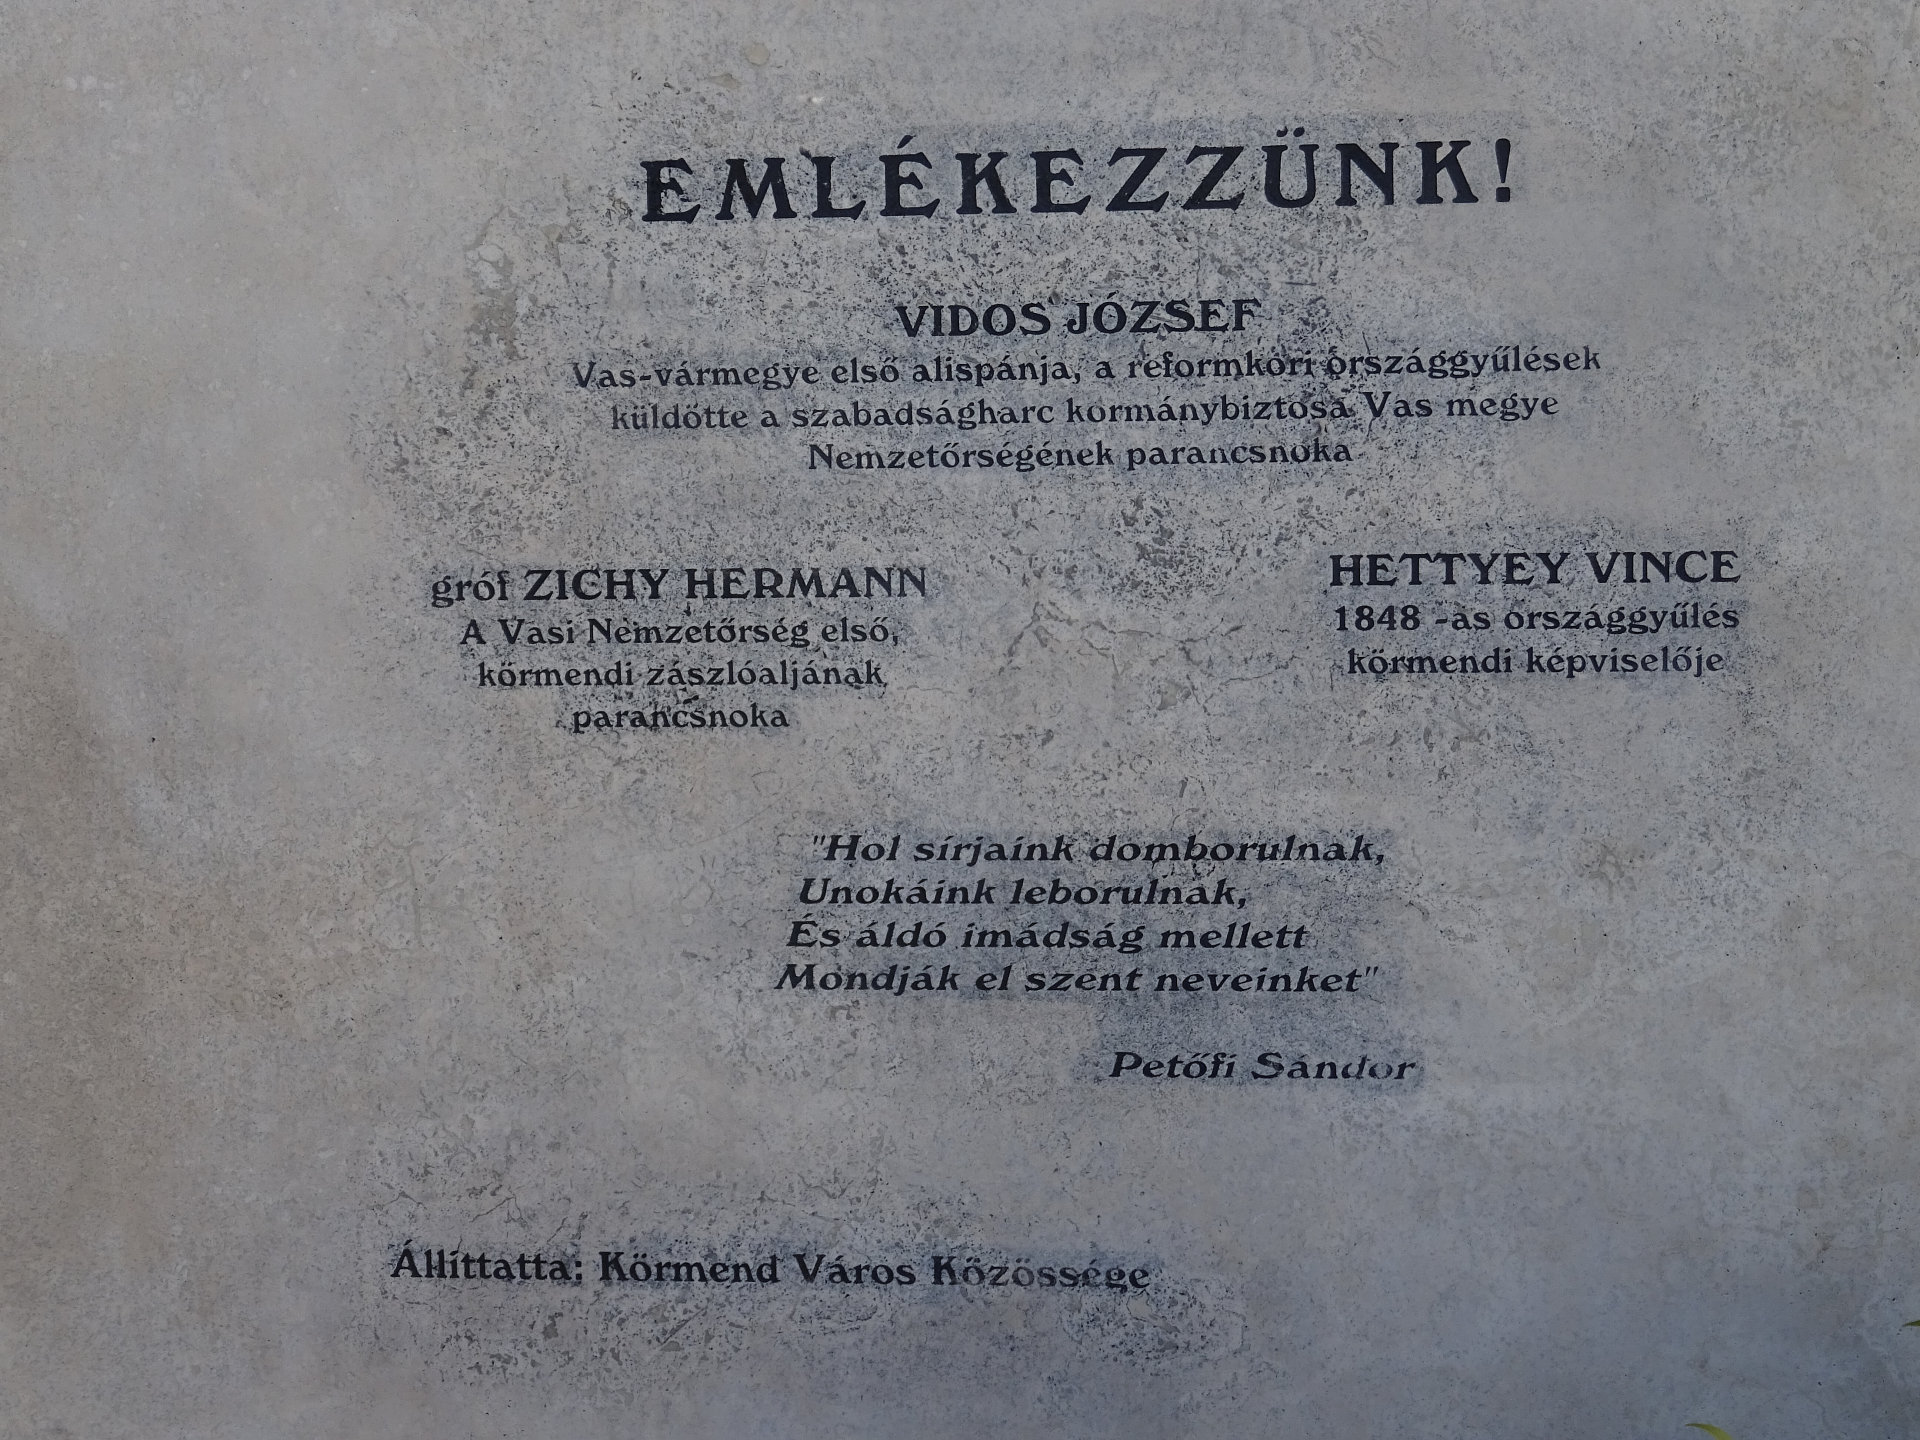 EMLÉKEZZÜNK!
VIDOS JÓZSEF
Vas-vármegye első alispánja, a reformkori országgyűlések
küldötte a szabadságharc kormánybiztosa Vas megye
Nemzetőrségének parancsnoka
gróf ZICHY HERMANN
A Vasi Nemzetőrség első,
körmendi zászlóaljának
parancsnoka
HETTYEY VINCE
1848 -as országgyűlés
körmendi képviselője
"Hol sírjaink domborulnak,
Unokáink leborulnak,
És áldó imádság mellett
Mondják el szent neveinket"
Petőfi Sándor
Állíttatta: Körmend Város Közössége